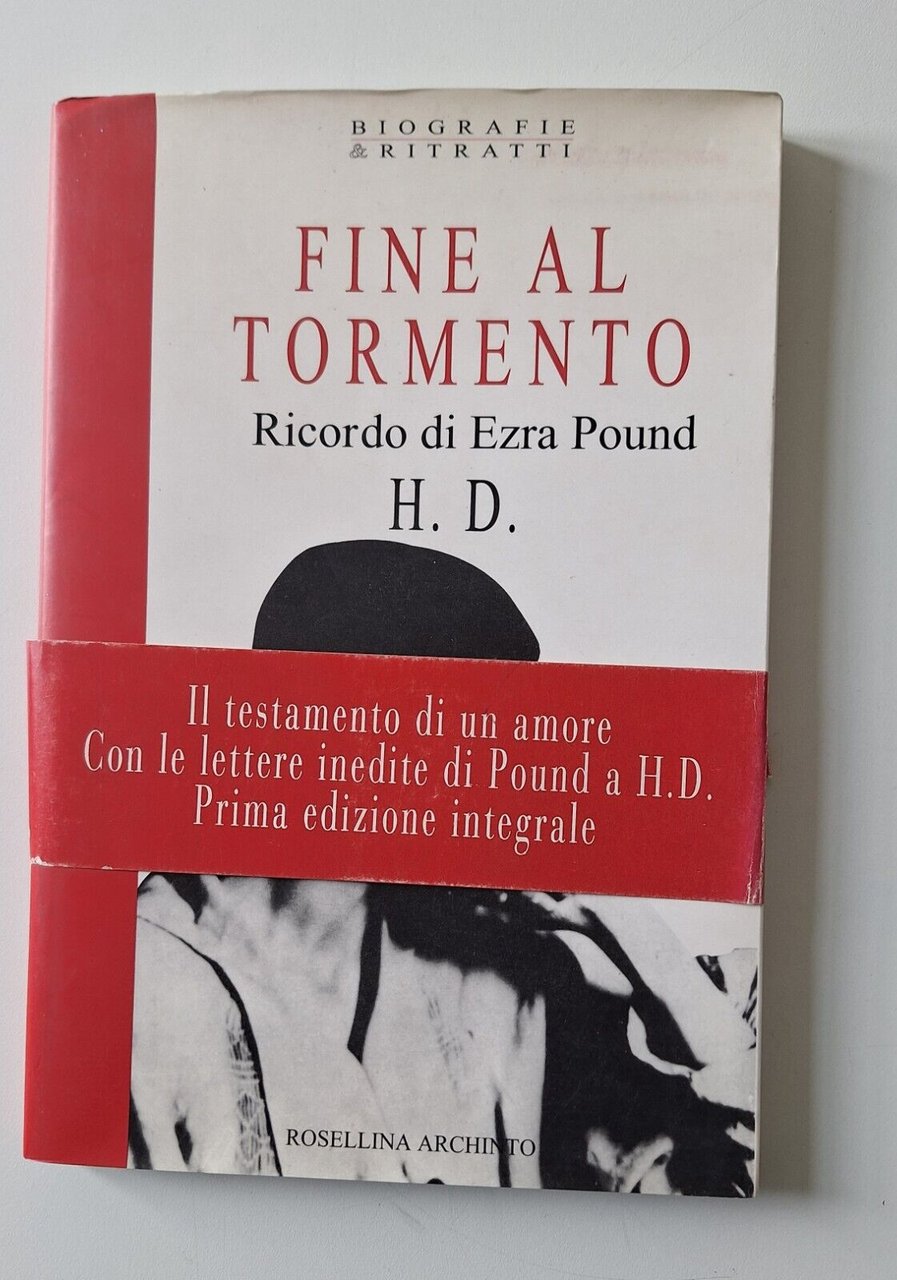 BIOGRAFIE
& RITRATTI
FINE AL
TORMENTO
Ricordo di Ezra Pound
H. D.
Il testamento di un amore
Con le lettere inedite di Pound a H.D.
Prima edizione integrale
ROSELLINA ARCHINTO